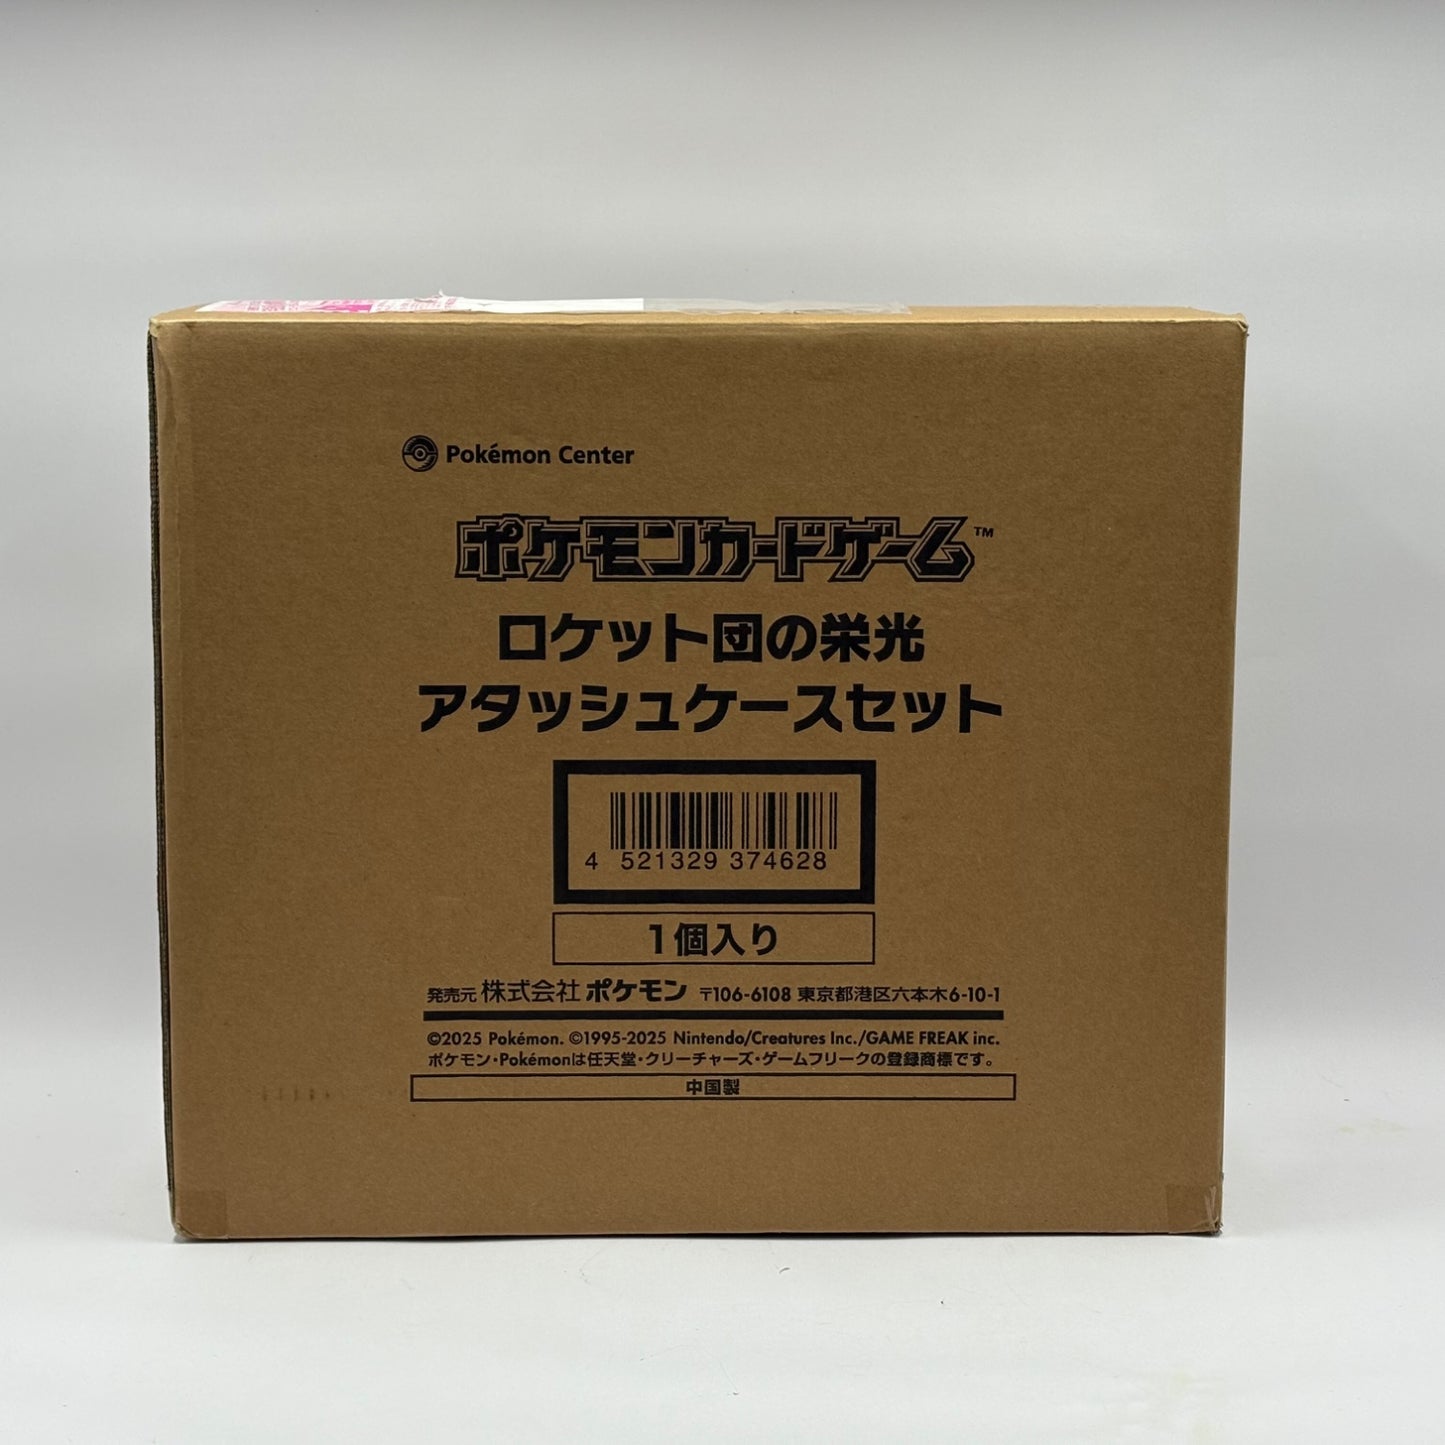 Pokémon Center
ポケモンカードゲーム™
ロケット団の栄光
アタッシュケースセット
4 521329 374628
1個入り
発売元 株式会社 ポケモン 〒106-6108 東京都港区六本木6-10-1
©2025 Pokémon. ©1995-2025 Nintendo/Creatures Inc./GAME FREAK inc.
ポケモン・Pokémonは任天堂・クリーチャーズ・ゲームフリークの登録商標です。
中国製